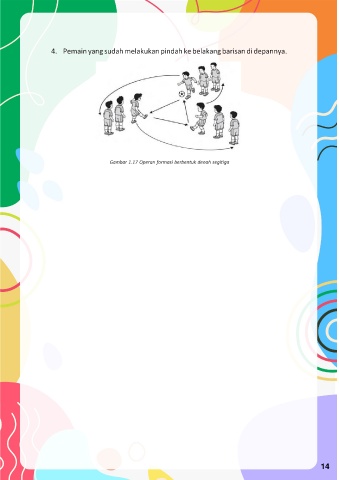 4. Pemain yang sudah melakukan pindah ke belakang barisan di depannya.
Gambar 1.17 Operan formasi berbentuk denah segitiga
14